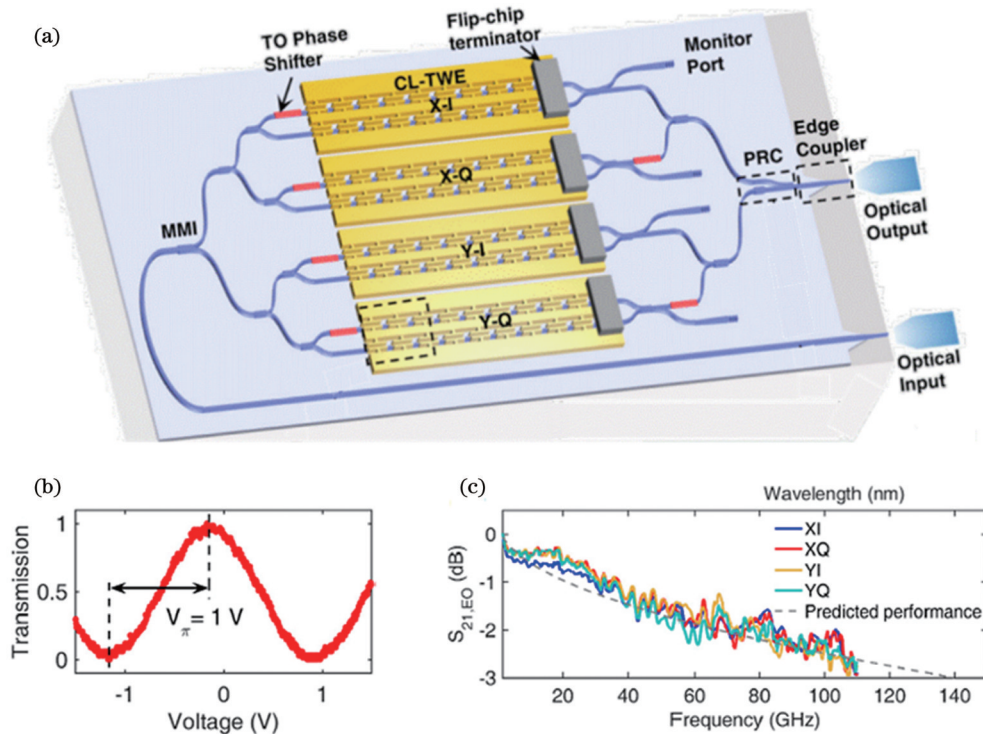 (a)
TO Phase
Shifter
Flip-chip
terminator
Monitor
Port
CL-TWE
X-I
Edge
Coupler
X-Q
PRC
MMI
Optical
Output
Y-I
Y-Q
Optical
Input
(b)
Transmission
1
0.5
0
Vπ = 1 V
-1
0
1
Voltage (V)
(c)
Wavelength (nm)
S21,EO (dB)
0
-1
-2
-3
XI
XQ
YI
YQ
Predicted performance
20
40
60
80
100
120
140
Frequency (GHz)